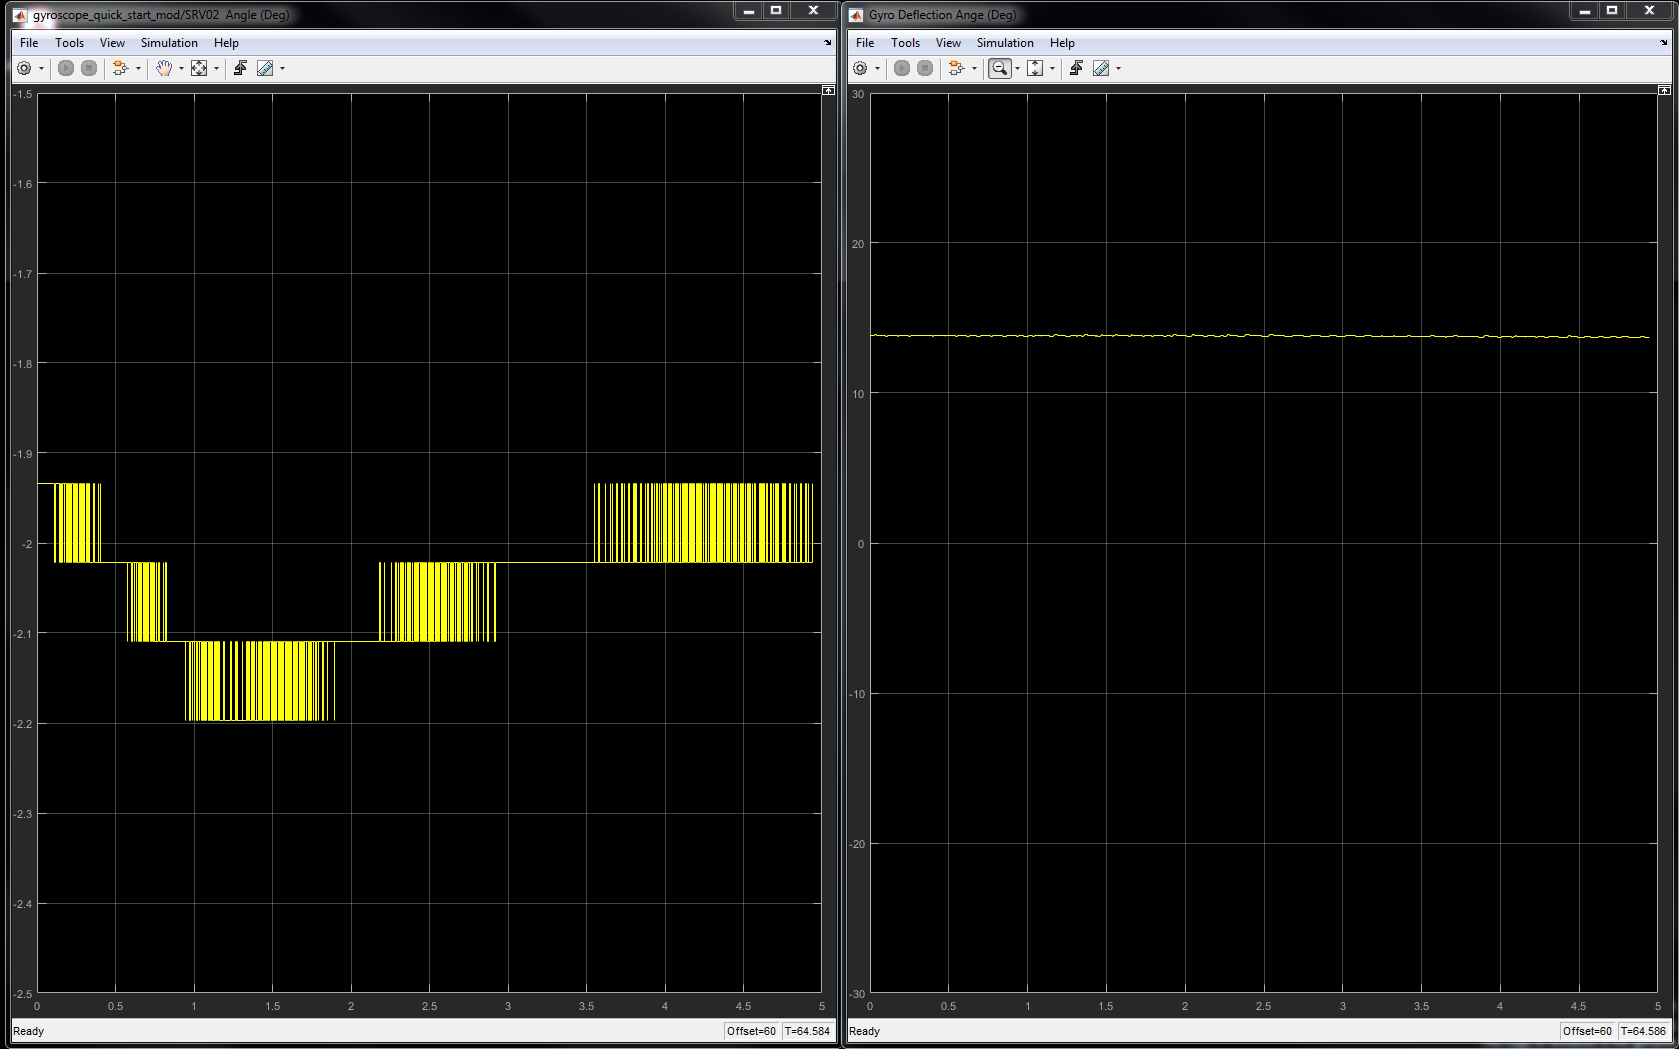 gyroscope_quick_start_mod/SRV02 Angle (Deg)
File Tools View Simulation Help
-1.5
-1.6
-1.7
-1.8
-1.9
-2
-2.1
-2.2
-2.3
-2.4
-2.5
0 0.5 1 1.5 2 2.5 3 3.5 4 4.5 5
Ready Offset=60 T=64.584
Gyro Deflection Ange (Deg)
File Tools View Simulation Help
30
20
10
0
-10
-20
-30
0 0.5 1 1.5 2 2.5 3 3.5 4 4.5 5
Ready Offset=60 T=64.586